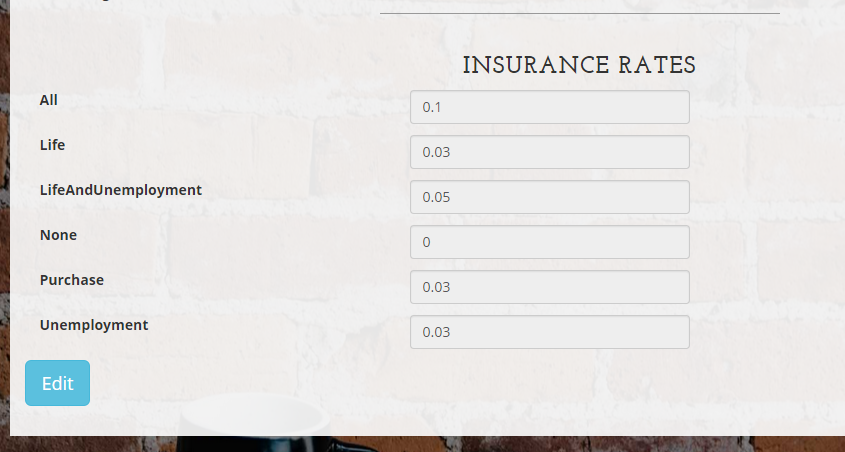 INSURANCE RATES
All 0.1
Life 0.03
LifeAndUnemployment 0.05
None 0
Purchase 0.03
Unemployment 0.03
Edit